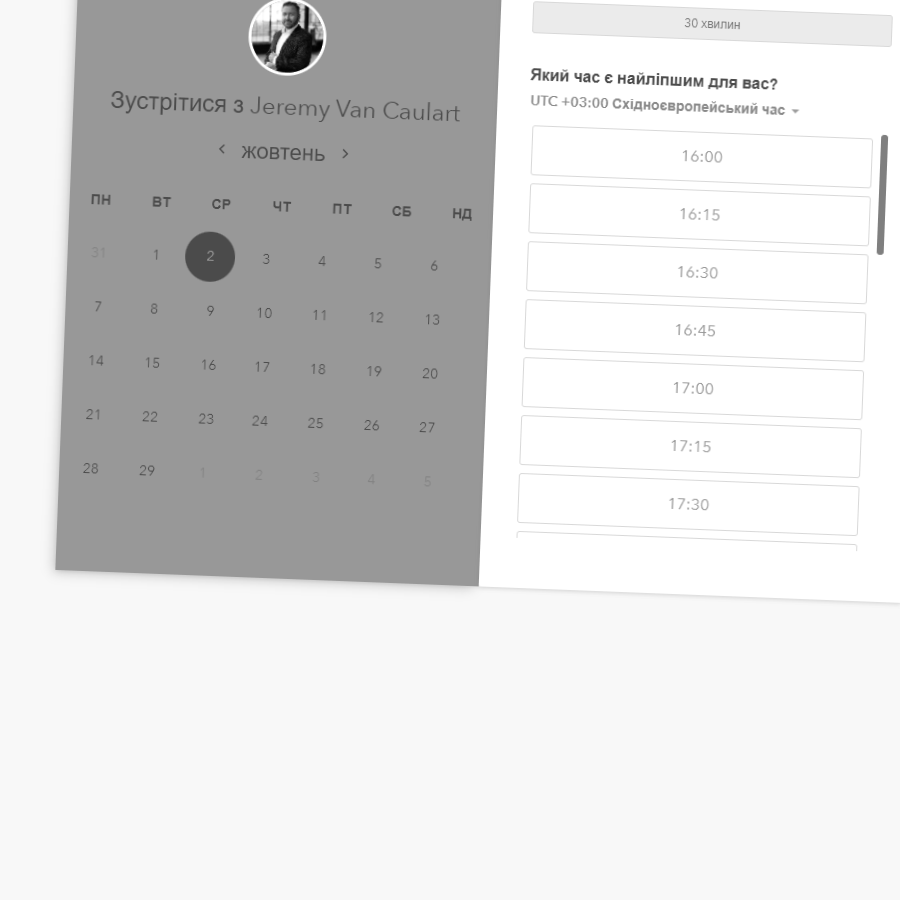 Зустрітися з Jeremy Van Caulart
‹ жовтень ›
ПН ВТ СР ЧТ ПТ СБ НД
31 1 2 3 4 5 6
7 8 9 10 11 12 13
14 15 16 17 18 19 20
21 22 23 24 25 26 27
28 29 1 2 3 4 5
30 хвилин
Який час є найліпшим для вас?
UTC +03:00 Східноєвропейський час
16:00
16:15
16:30
16:45
17:00
17:15
17:30